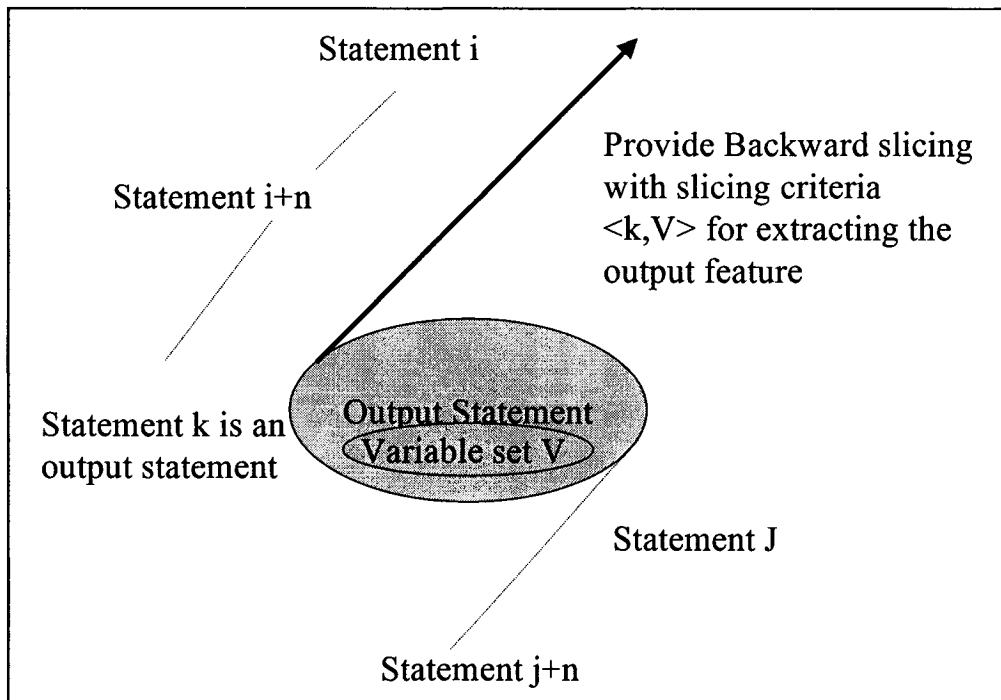 Statement i
Provide Backward slicing
with slicing criteria
<k,V> for extracting the
output feature
Statement i+n
Statement k is an
output statement
Output Statement
Variable set V
Statement J
Statement j+n